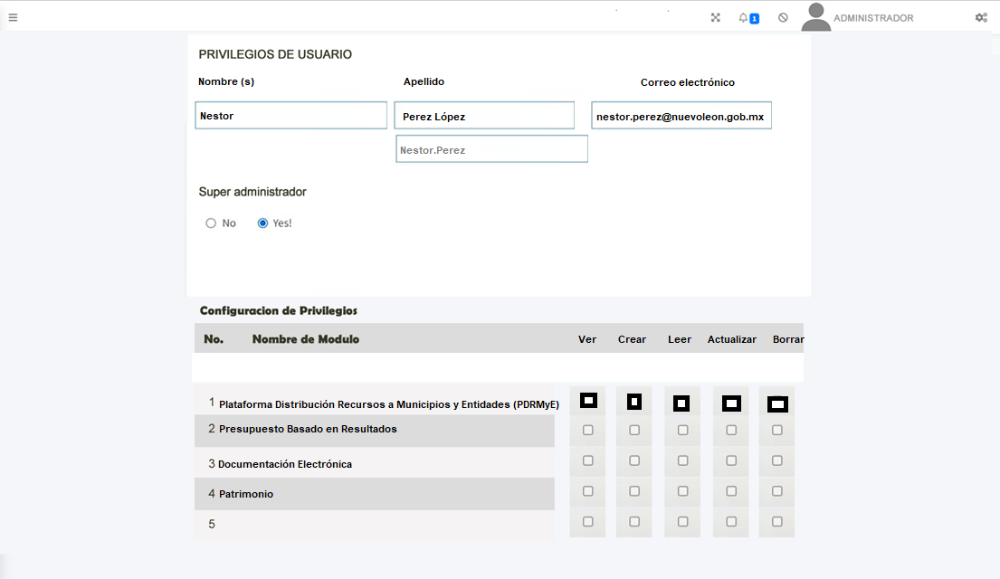 1 ADMINISTRADOR
PRIVILEGIOS DE USUARIO
Nombre (s) Apellido Correo electrónico
Nestor Perez López nestor.perez@nuevoleon.gob.mx
Nestor.Perez
Super administrador
No Yes!
Configuracion de Privilegios
No. Nombre de Modulo Ver Crear Leer Actualizar Borrar
1 Plataforma Distribución Recursos a Municipios y Entidades (PDRMyE)
2 Presupuesto Basado en Resultados
3 Documentación Electrónica
4 Patrimonio
5